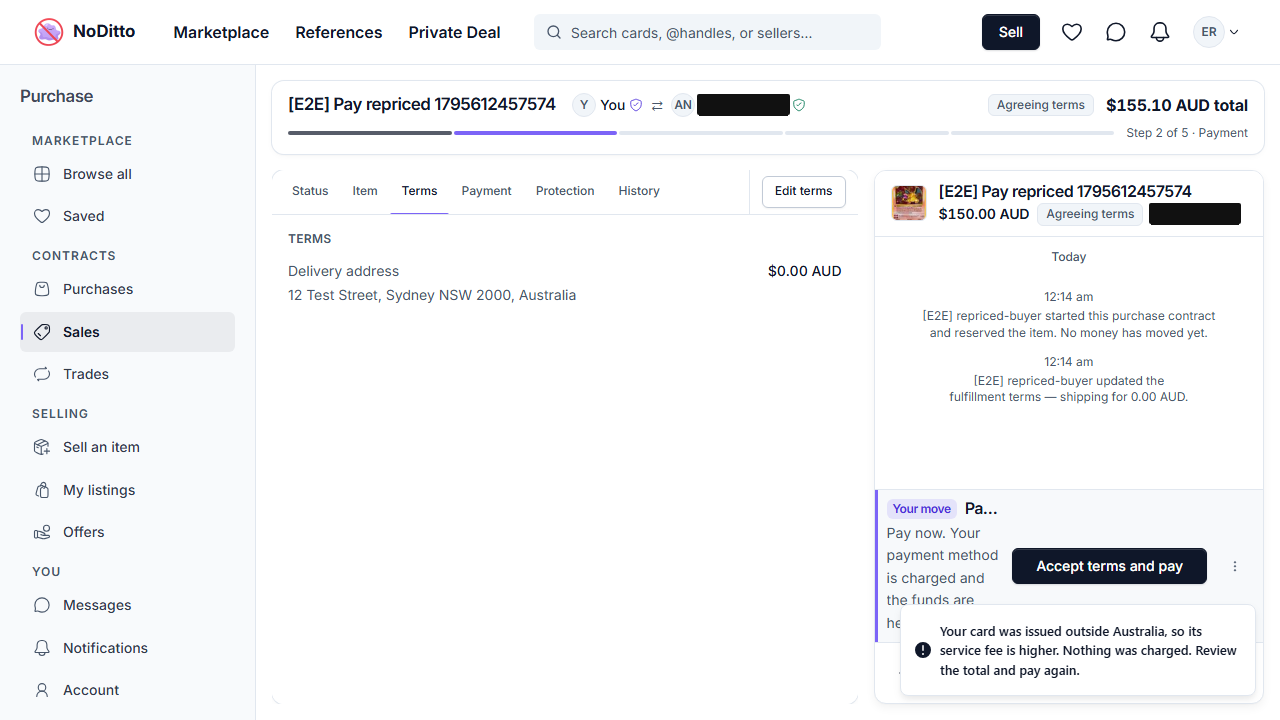 NoDitto
Marketplace
References
Private Deal
Search cards, @handles, or sellers...
Sell
ER
Purchase
MARKETPLACE
Browse all
Saved
CONTRACTS
Purchases
Sales
Trades
SELLING
Sell an item
My listings
Offers
YOU
Messages
Notifications
Account
[E2E] Pay repriced 1795612457574
Y You
AN
Agreeing terms
$155.10 AUD total
Step 2 of 5 · Payment
Status
Item
Terms
Payment
Protection
History
Edit terms
TERMS
Delivery address
$0.00 AUD
12 Test Street, Sydney NSW 2000, Australia
[E2E] Pay repriced 1795612457574
$150.00 AUD
Agreeing terms
Today
12:14 am
[E2E] repriced-buyer started this purchase contract
and reserved the item. No money has moved yet.
12:14 am
[E2E] repriced-buyer updated the
fulfillment terms — shipping for 0.00 AUD.
Your move
Pa...
Pay now. Your
payment method
is charged and
the funds are
Accept terms and pay
Your card was issued outside Australia, so its
service fee is higher. Nothing was charged. Review
the total and pay again.